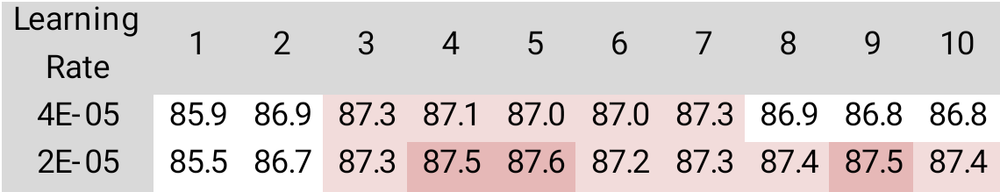 Learning Rate 1 2 3 4 5 6 7 8 9 10
4E-05 85.9 86.9 87.3 87.1 87.0 87.0 87.3 86.9 86.8 86.8
2E-05 85.5 86.7 87.3 87.5 87.6 87.2 87.3 87.4 87.5 87.4